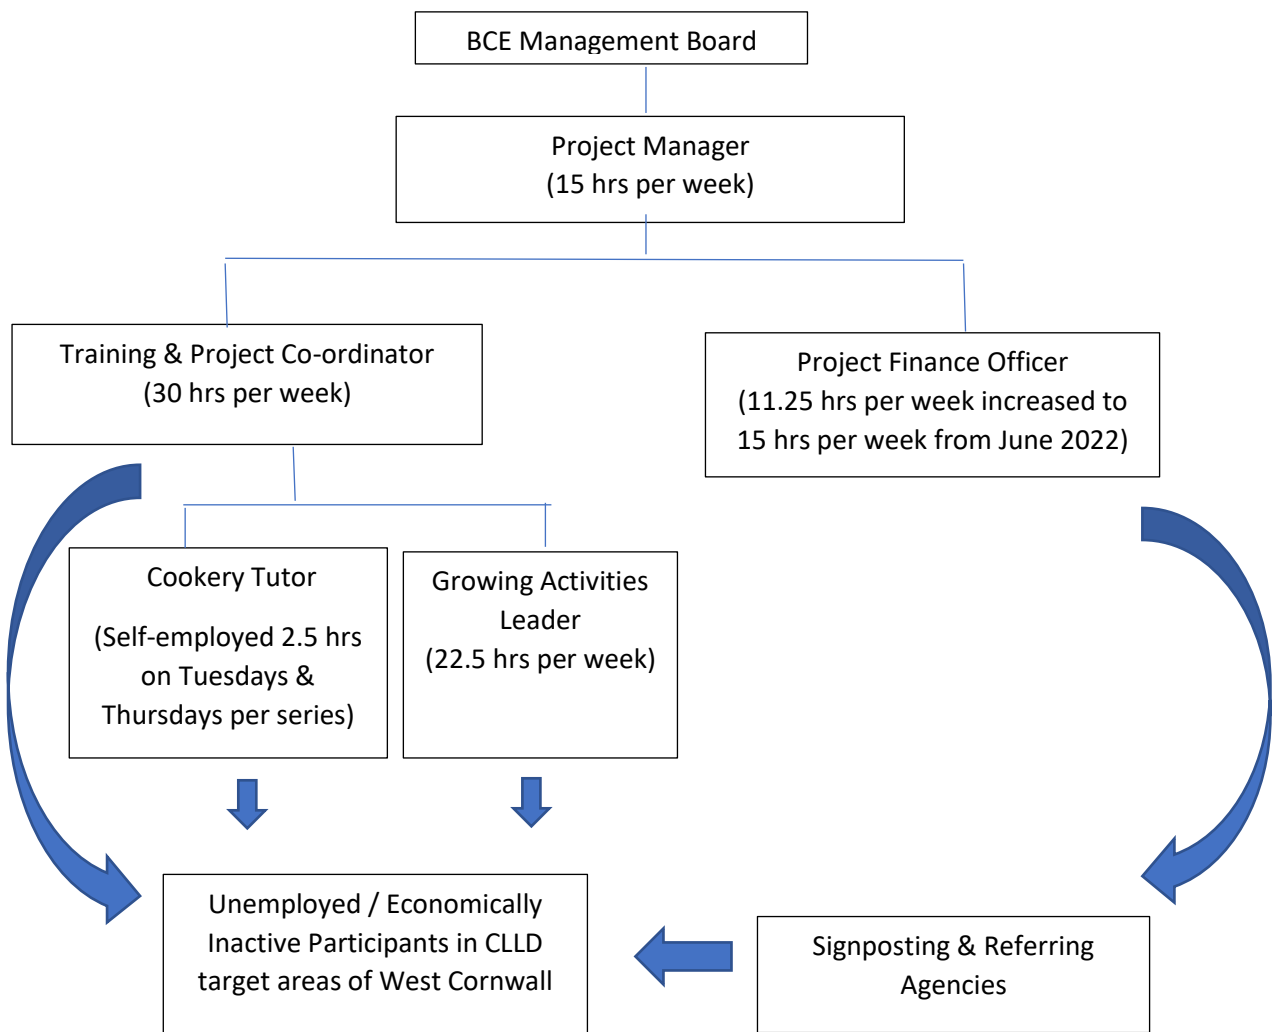 BCE Management Board
Project Manager
(15 hrs per week)
Training & Project Co-ordinator
(30 hrs per week)
Project Finance Officer
(11.25 hrs per week increased to
15 hrs per week from June 2022)
Cookery Tutor
(Self-employed 2.5 hrs
on Tuesdays &
Thursdays per series)
Growing Activities
Leader
(22.5 hrs per week)
Unemployed / Economically
Inactive Participants in CLLD
target areas of West Cornwall
Signposting & Referring
Agencies